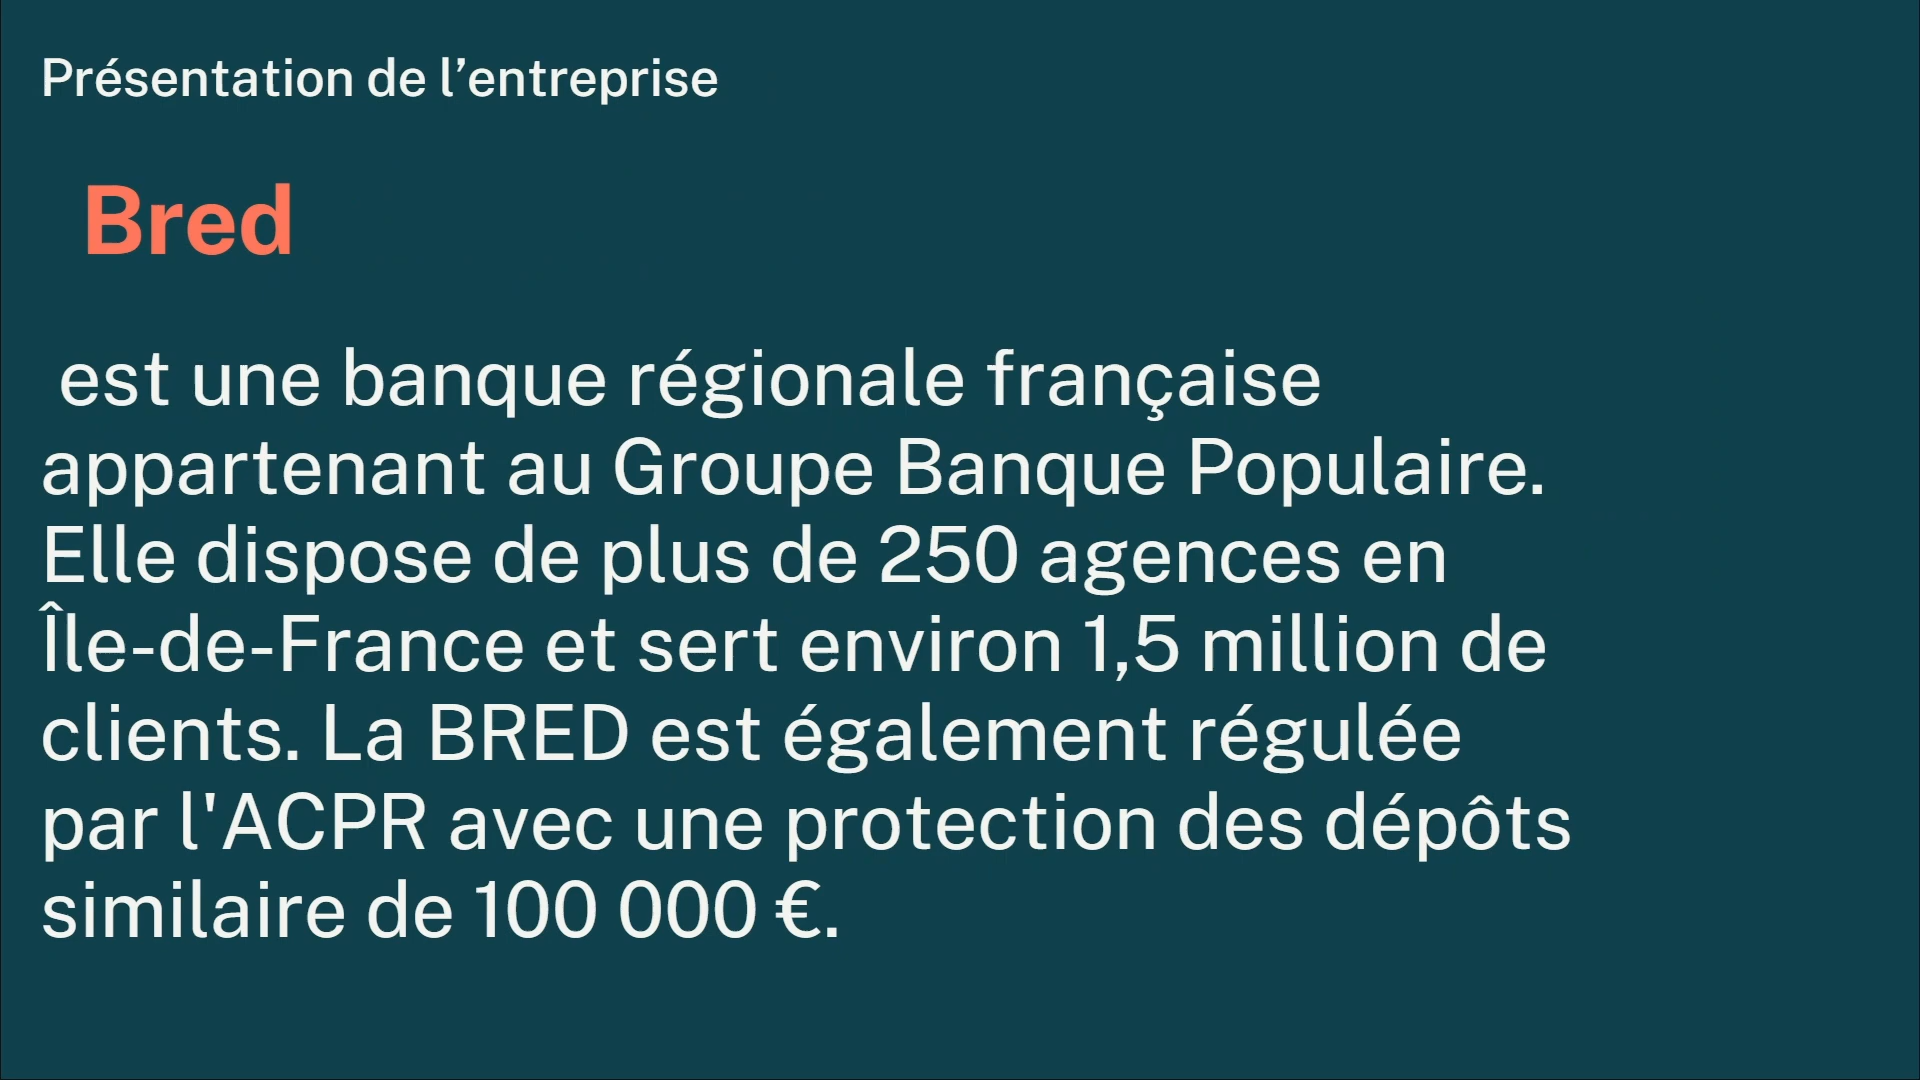 Présentation de l’entreprise
Bred
est une banque régionale française
appartenant au Groupe Banque Populaire.
Elle dispose de plus de 250 agences en
Île-de-France et sert environ 1,5 million de
clients. La BRED est également régulée
par l'ACPR avec une protection des dépôts
similaire de 100 000 €.